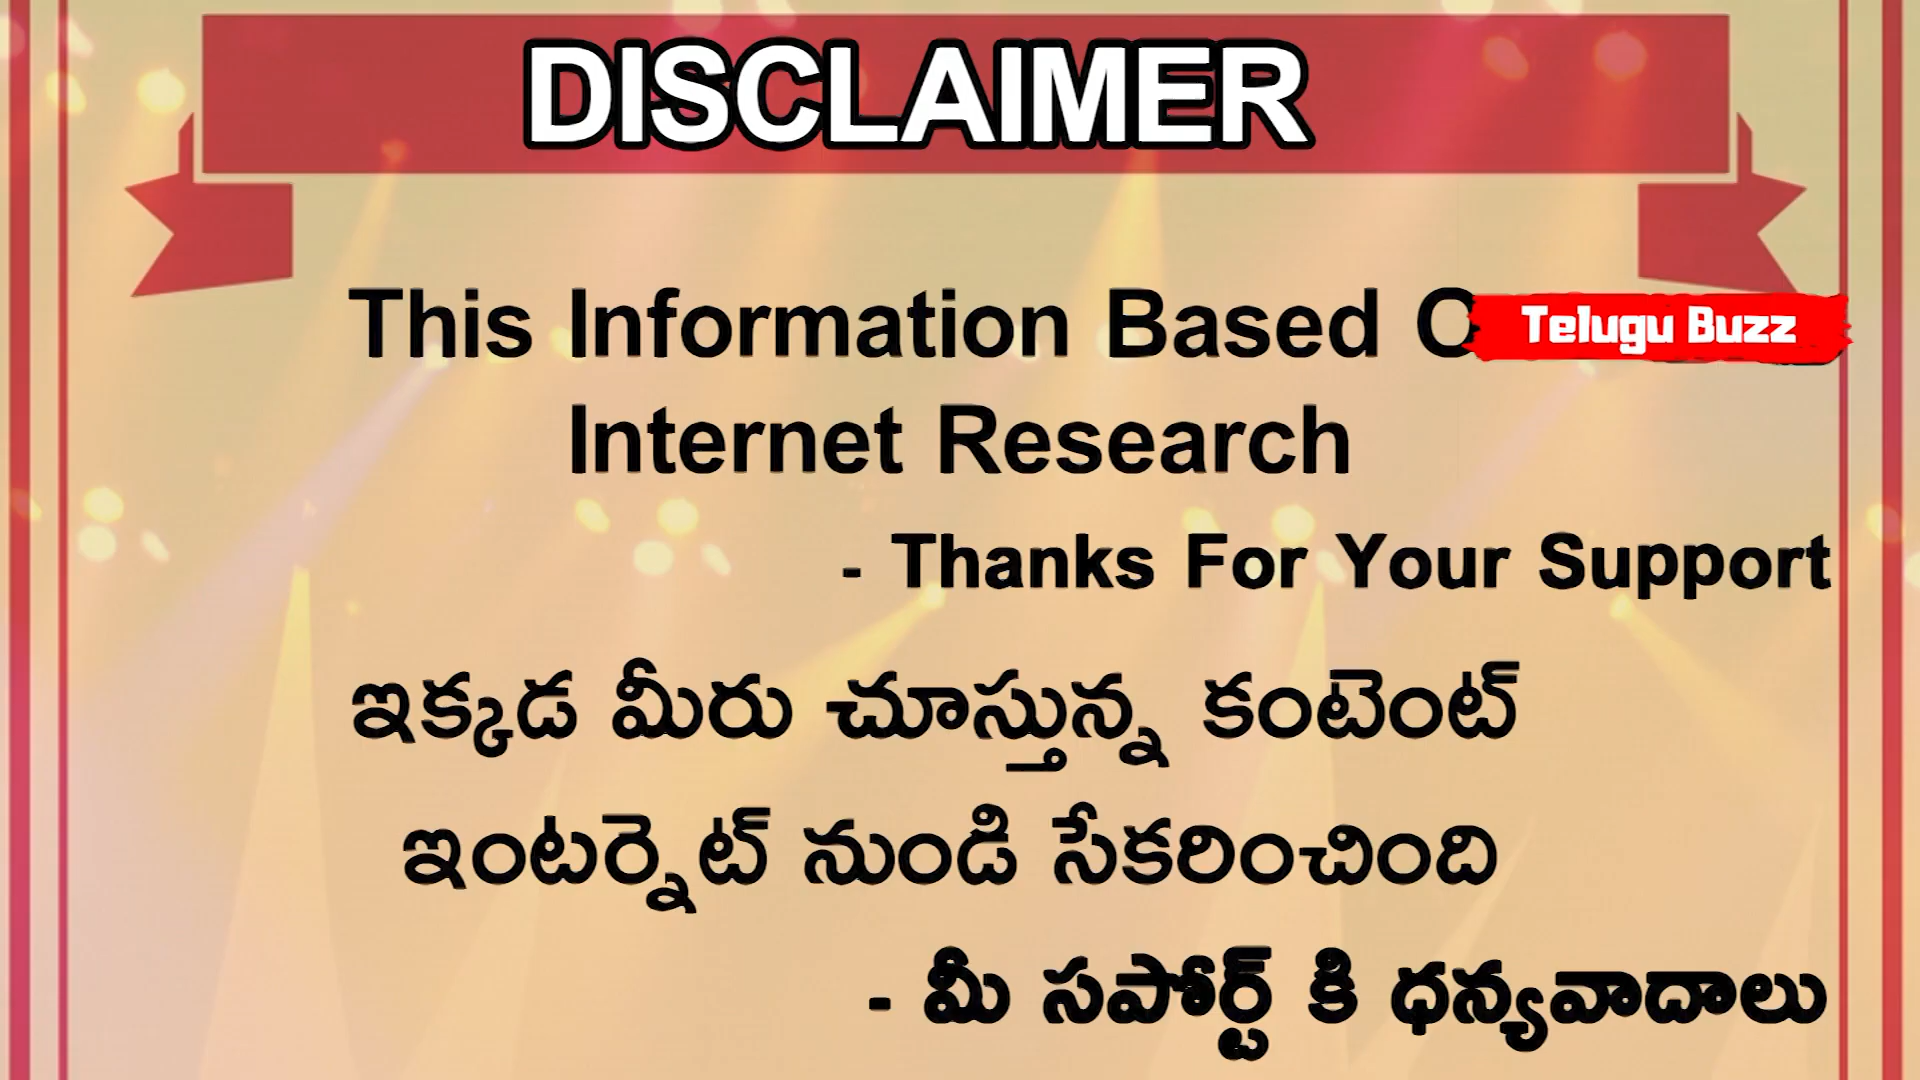 DISCLAIMER
This Information Based
Telugu Buzz
Internet Research
- Thanks For Your Support
ఇక్కడ మీరు చూస్తున్న కంటెంట్
ఇంటర్నెట్ నుండి సేకరించింది
- మీ సపోర్ట్ కి ధన్యవాదాలు